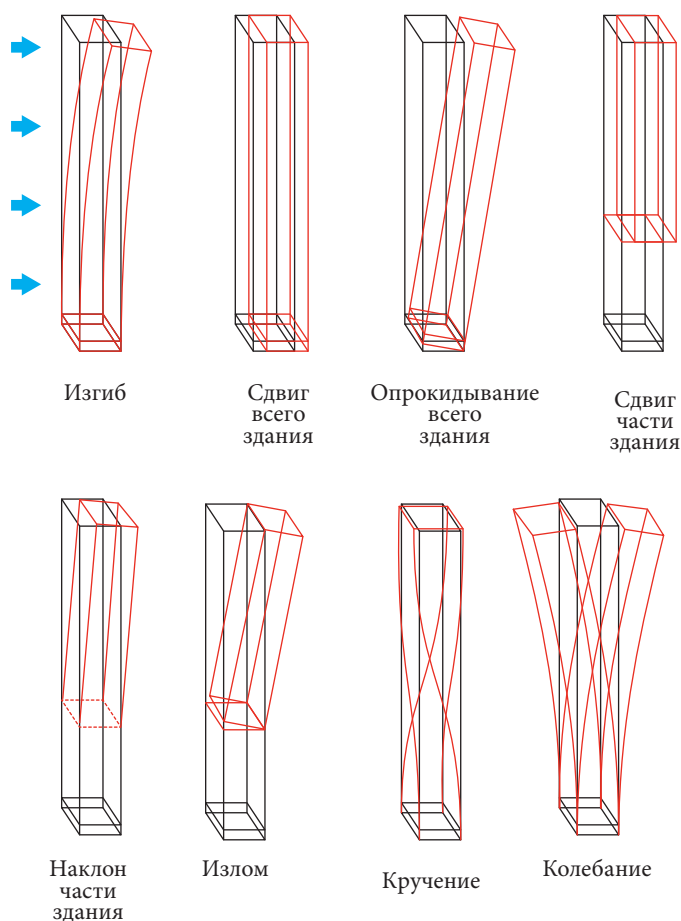 Изгиб
Сдвиг
всего
здания
Опрокидывание
всего
здания
Сдвиг
части
здания
Наклон
части
здания
Излом
Кручение
Колебание